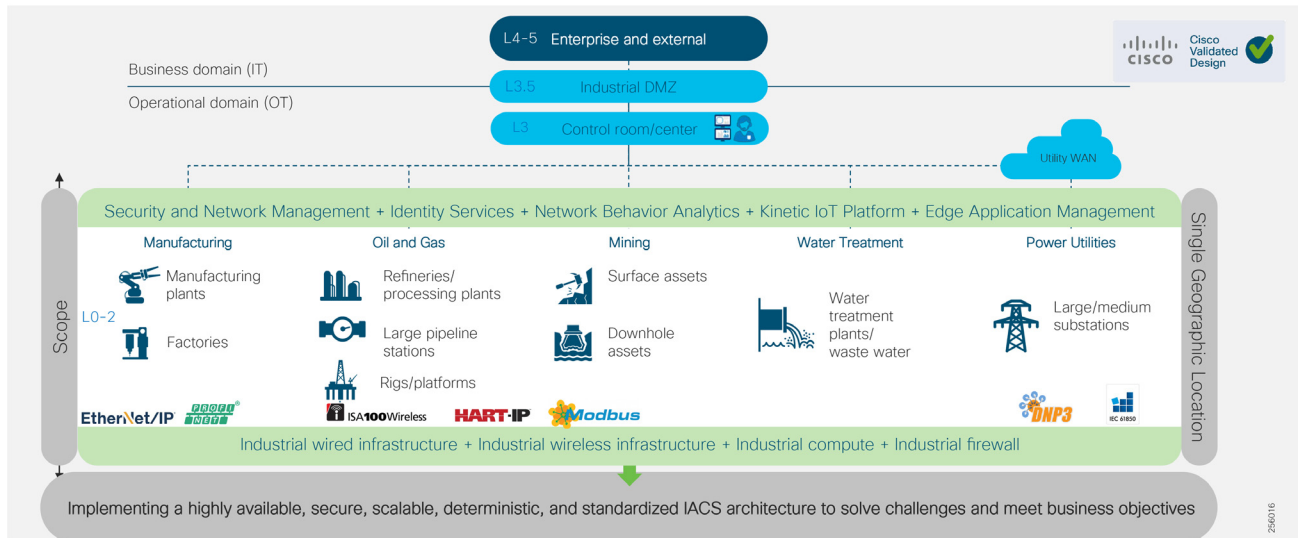 L4-5 Enterprise and external
CISCO
Cisco
Validated
Design
Business domain (IT)
L3.5 Industrial DMZ
Operational domain (OT)
L3 Control room/center
Utility WAN
Security and Network Management + Identity Services + Network Behavior Analytics + Kinetic IoT Platform + Edge Application Management
Scope
Single Geographic Location
L0-2
Manufacturing
Manufacturing
plants
Factories
Oil and Gas
Refineries/
processing plants
Large pipeline
stations
Rigs/platforms
Mining
Surface assets
Downhole
assets
Water Treatment
Water
treatment
plants/
waste water
Power Utilities
Large/medium
substations
EtherNet/IP
PROFI
NET
ISA100Wireless
HART-IP
Modbus
DNP3
IEC 61850
Industrial wired infrastructure + Industrial wireless infrastructure + Industrial compute + Industrial firewall
Implementing a highly available, secure, scalable, deterministic, and standardized IACS architecture to solve challenges and meet business objectives
256016